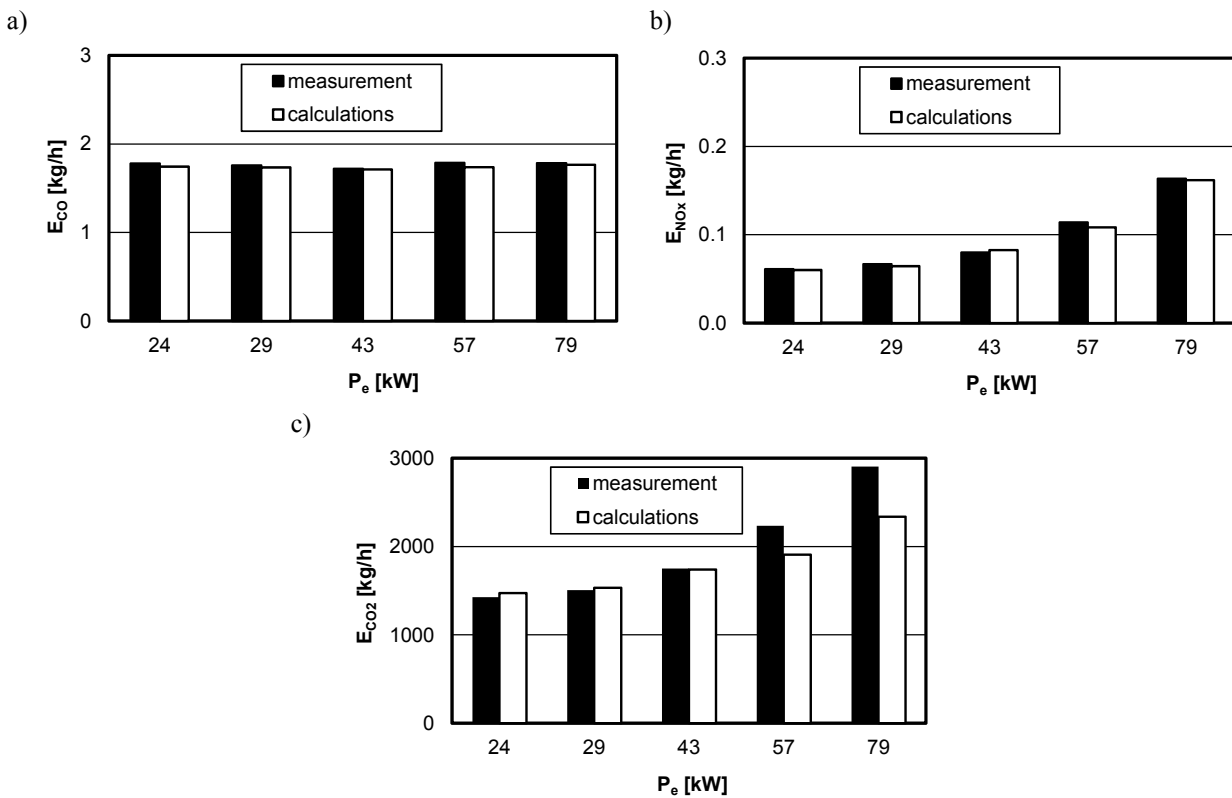 a)
3
2
1
0
E_CO [kg/h]
measurement
calculations
24 29 43 57 79
P_e [kW]
b)
0.3
0.2
0.1
0.0
E_NOx [kg/h]
measurement
calculations
24 29 43 57 79
P_e [kW]
c)
3000
2000
1000
0
E_CO2 [kg/h]
measurement
calculations
24 29 43 57 79
P_e [kW]